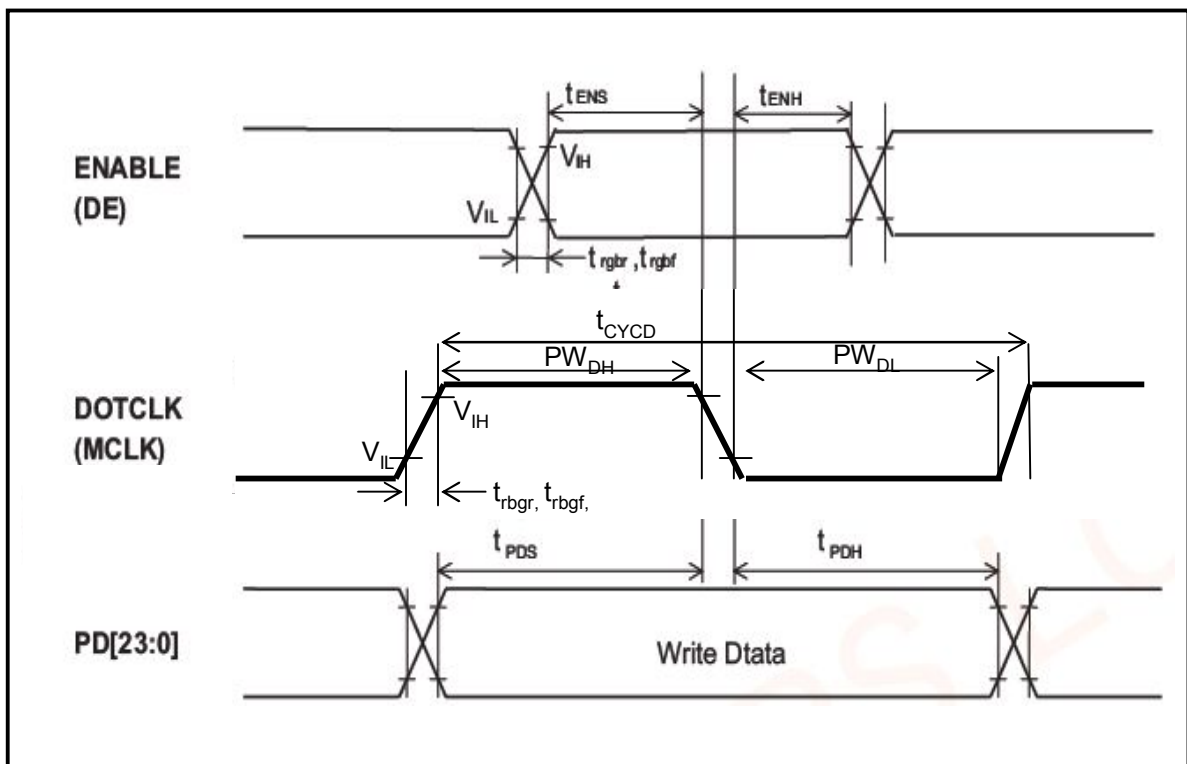 tENS
tENH
ENABLE
(DE)
VIH
VIL
trgbr ,trgbf
tCYCD
PWDH
PWDL
DOTCLK
(MCLK)
VIH
VIL
trbgr, trbgf,
tPDS
tPDH
PD[23:0]
Write Dtata